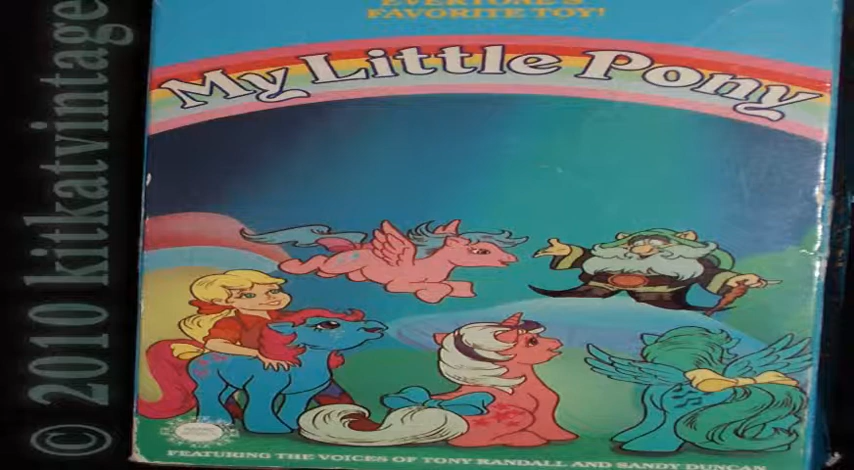 EVERYONE'S
FAVORITE TOY!
My Little Pony
FEATURING THE VOICES OF TONY RANDALL AND SANDY DUNCAN
© 2010 kitkatvintage